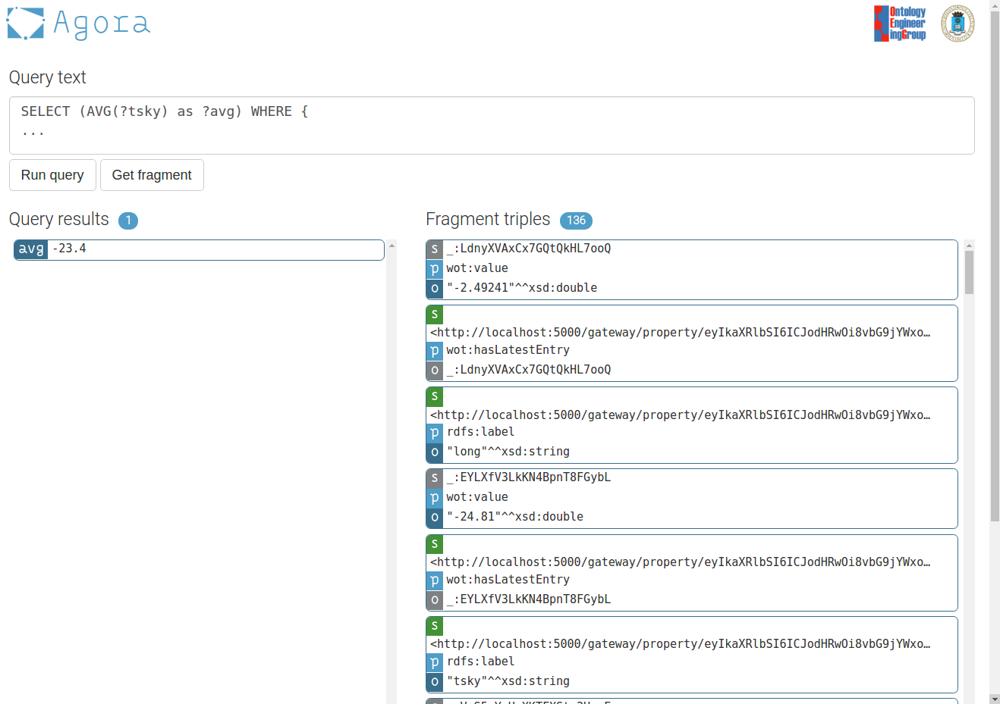 Agora
Ontology
Engineer
ingGroup
Query text
SELECT (AVG(?tsky) as ?avg) WHERE {
...
Run query
Get fragment
Query results 1
avg -23.4
Fragment triples 136
s _:LdnyXVAxCx7GQtQkHL7ooQ
p wot:value
o "-2.49241"^^xsd:double
s
<http://localhost:5000/gateway/property/eyIkaXRlbSI6ICJodHRwOi8vbG9jYWxo…
p wot:hasLatestEntry
o _:LdnyXVAxCx7GQtQkHL7ooQ
s
<http://localhost:5000/gateway/property/eyIkaXRlbSI6ICJodHRwOi8vbG9jYWxo…
p rdfs:label
o "long"^^xsd:string
s _:EYLXfV3LkKN4BpnT8FGybL
p wot:value
o "-24.81"^^xsd:double
s
<http://localhost:5000/gateway/property/eyIkaXRlbSI6ICJodHRwOi8vbG9jYWxo…
p wot:hasLatestEntry
o _:EYLXfV3LkKN4BpnT8FGybL
s
<http://localhost:5000/gateway/property/eyIkaXRlbSI6ICJodHRwOi8vbG9jYWxo…
p rdfs:label
o "tsky"^^xsd:string